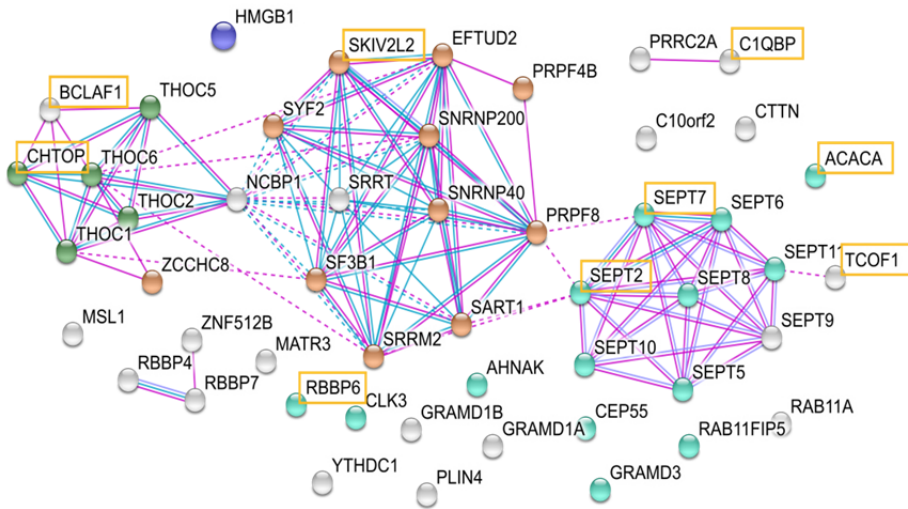 HMGB1
SKIV2L2
EFTUD2
PRRC2A
C1QBP
BCLAF1
THOC5
PRPF4B
SYF2
SNRNP200
C10orf2
CTTN
CHTOP
THOC6
NCBP1
SRRT
ACACA
SNRNP40
SEPT7
SEPT6
THOC2
PRPF8
THOC1
SEPT11
TCOF1
ZCCHC8
SF3B1
SEPT2
SEPT8
MSL1
ZNF512B
SART1
SEPT9
MATR3
SRRM2
SEPT10
RBBP4
RBBP7
AHNAK
SEPT5
RBBP6
CLK3
GRAMD1B
CEP55
RAB11A
GRAMD1A
RAB11FIP5
YTHDC1
PLIN4
GRAMD3